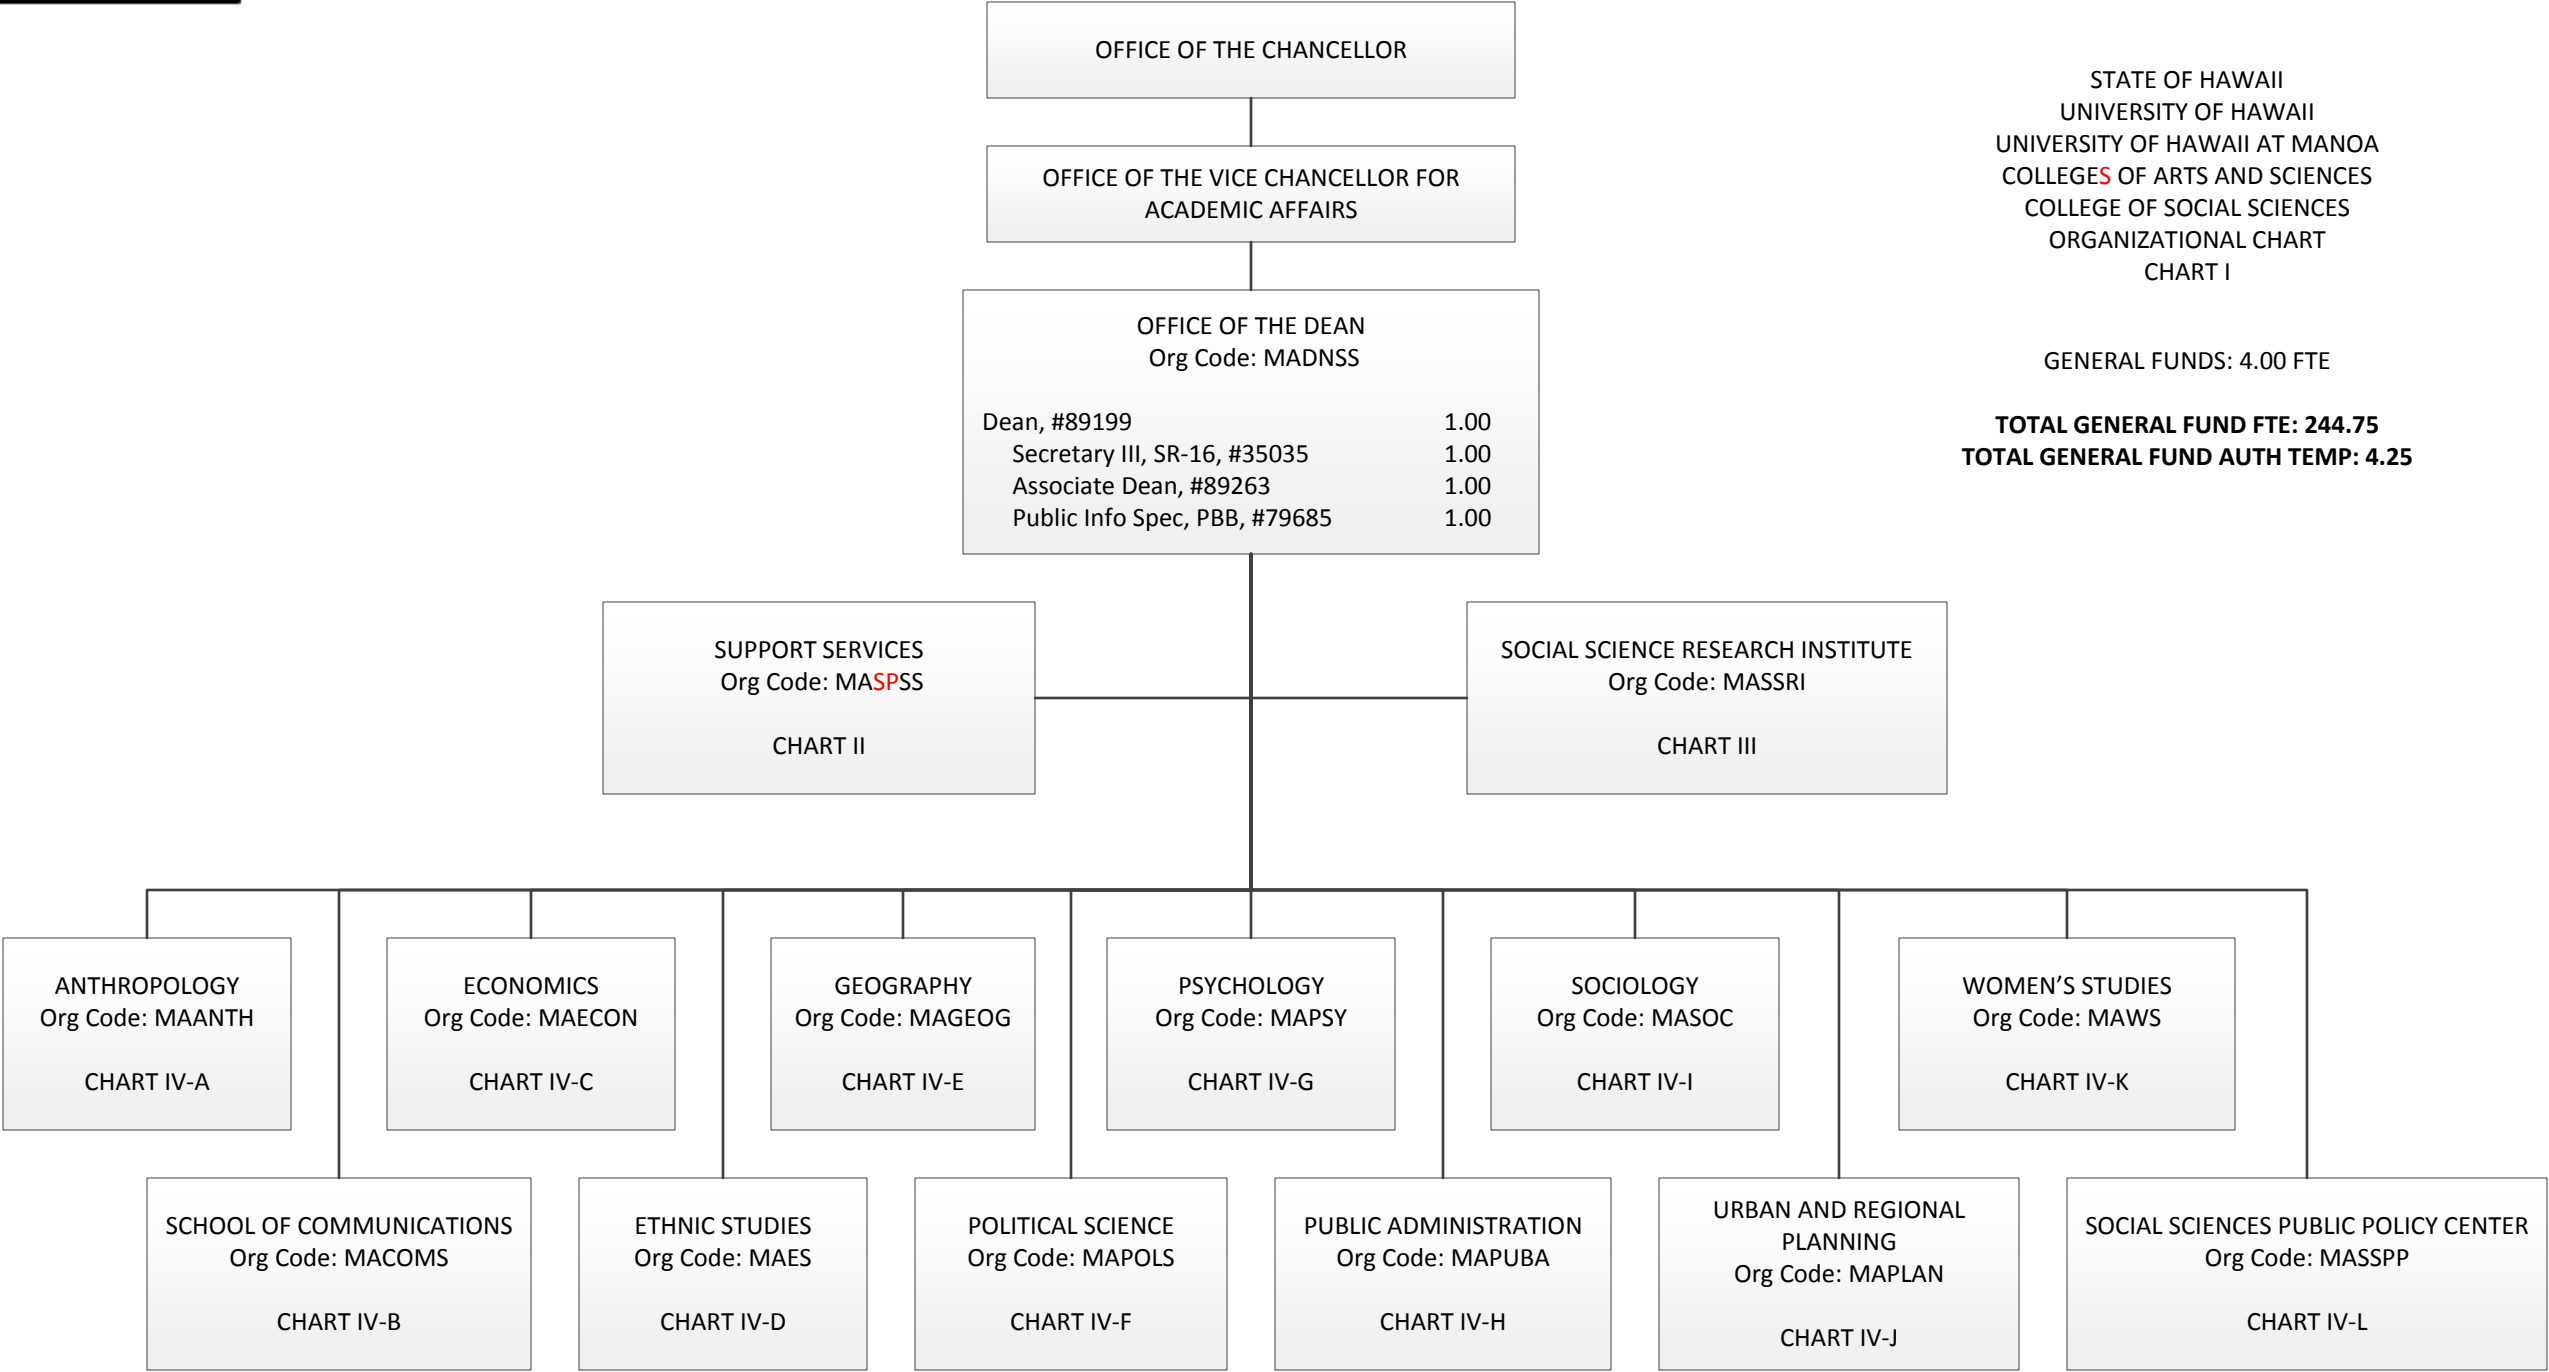 OFFICE OF THE CHANCELLOR
OFFICE OF THE VICE CHANCELLOR FOR
ACADEMIC AFFAIRS
STATE OF HAWAII
UNIVERSITY OF HAWAII
UNIVERSITY OF HAWAII AT MANOA
COLLEGES OF ARTS AND SCIENCES
COLLEGE OF SOCIAL SCIENCES
ORGANIZATIONAL CHART
CHART I
GENERAL FUNDS: 4.00 FTE
TOTAL GENERAL FUND FTE: 244.75
TOTAL GENERAL FUND AUTH TEMP: 4.25
OFFICE OF THE DEAN
Org Code: MADNSS
Dean, #89199 1.00
Secretary III, SR-16, #35035 1.00
Associate Dean, #89263 1.00
Public Info Spec, PBB, #79685 1.00
SUPPORT SERVICES
Org Code: MASPSS
CHART II
SOCIAL SCIENCE RESEARCH INSTITUTE
Org Code: MASSRI
CHART III
ANTHROPOLOGY
Org Code: MAANTH
CHART IV-A
ECONOMICS
Org Code: MAECON
CHART IV-C
GEOGRAPHY
Org Code: MAGEOG
CHART IV-E
PSYCHOLOGY
Org Code: MAPSY
CHART IV-G
SOCIOLOGY
Org Code: MASOC
CHART IV-I
WOMEN’S STUDIES
Org Code: MAWS
CHART IV-K
SCHOOL OF COMMUNICATIONS
Org Code: MACOMS
CHART IV-B
ETHNIC STUDIES
Org Code: MAES
CHART IV-D
POLITICAL SCIENCE
Org Code: MAPOLS
CHART IV-F
PUBLIC ADMINISTRATION
Org Code: MAPUBA
CHART IV-H
URBAN AND REGIONAL
PLANNING
Org Code: MAPLAN
CHART IV-J
SOCIAL SCIENCES PUBLIC POLICY CENTER
Org Code: MASSPP
CHART IV-L